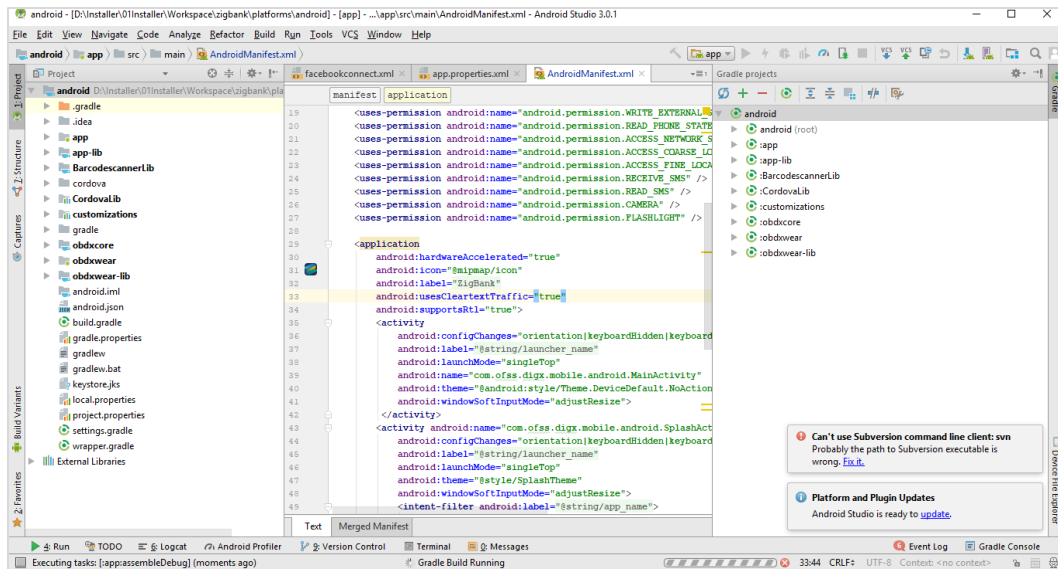 android - [D:\Installer\01Installer\Workspace\zigbank\platforms\android] - [app] - ...\app\src\main\AndroidManifest.xml - Android Studio 3.0.1
File Edit View Navigate Code Analyze Refactor Build Run Tools VCS Window Help
android app src main AndroidManifest.xml
app
1: Project
7: Structure
Captures
Build Variants
2: Favorites
Project
android D:\Installer\01Installer\Workspace\zigbank\pla
.gradle
.idea
app
app-lib
BarcodescannerLib
cordova
CordovaLib
customizations
gradle
obdxcore
obdxwear
obdxwear-lib
android.iml
android.json
build.gradle
gradle.properties
gradlew
gradlew.bat
keystore.jks
local.properties
project.properties
settings.gradle
wrapper.gradle
External Libraries
facebookconnect.xml app.properties.xml AndroidManifest.xml
manifest application
19 <uses-permission android:name="android.permission.WRITE_EXTERNAL_
20 <uses-permission android:name="android.permission.READ_PHONE_STATE
21 <uses-permission android:name="android.permission.ACCESS_NETWORK_S
22 <uses-permission android:name="android.permission.ACCESS_COARSE_LO
23 <uses-permission android:name="android.permission.ACCESS_FINE_LOCA
24 <uses-permission android:name="android.permission.RECEIVE_SMS" />
25 <uses-permission android:name="android.permission.READ_SMS" />
26 <uses-permission android:name="android.permission.CAMERA" />
27 <uses-permission android:name="android.permission.FLASHLIGHT" />
28
29 <application
30 android:hardwareAccelerated="true"
31 android:icon="@mipmap/icon"
32 android:label="ZigBank"
33 android:usesCleartextTraffic="true"
34 android:supportsRtl="true">
35 <activity
36 android:configChanges="orientation|keyboardHidden|keyboard
37 android:label="@string/launcher_name"
38 android:launchMode="singleTop"
39 android:name="com.ofss.digx.mobile.android.MainActivity"
40 android:theme="@android:style/Theme.DeviceDefault.NoAction
41 android:windowSoftInputMode="adjustResize">
42 </activity>
43 <activity android:name="com.ofss.digx.mobile.android.SplashAct
44 android:configChanges="orientation|keyboardHidden|keyboard
45 android:label="@string/launcher_name"
46 android:launchMode="singleTop"
47 android:theme="@style/SplashTheme"
48 android:windowSoftInputMode="adjustResize">
49 <intent-filter android:label="@string/app_name">
Text Merged Manifest
Gradle projects
android
android (root)
:app
:app-lib
:BarcodescannerLib
:CordovaLib
:customizations
:obdxcore
:obdxwear
:obdxwear-lib
Gradle
Device File Explorer
Can't use Subversion command line client: svn
Probably the path to Subversion executable is
wrong. Fix it.
Platform and Plugin Updates
Android Studio is ready to update.
4: Run TODO 6: Logcat Android Profiler 9: Version Control Terminal 0: Messages Event Log Gradle Console
Executing tasks: [:app:assembleDebug] (moments ago) Gradle Build Running 33:44 CRLF UTF-8 Context: <no context>